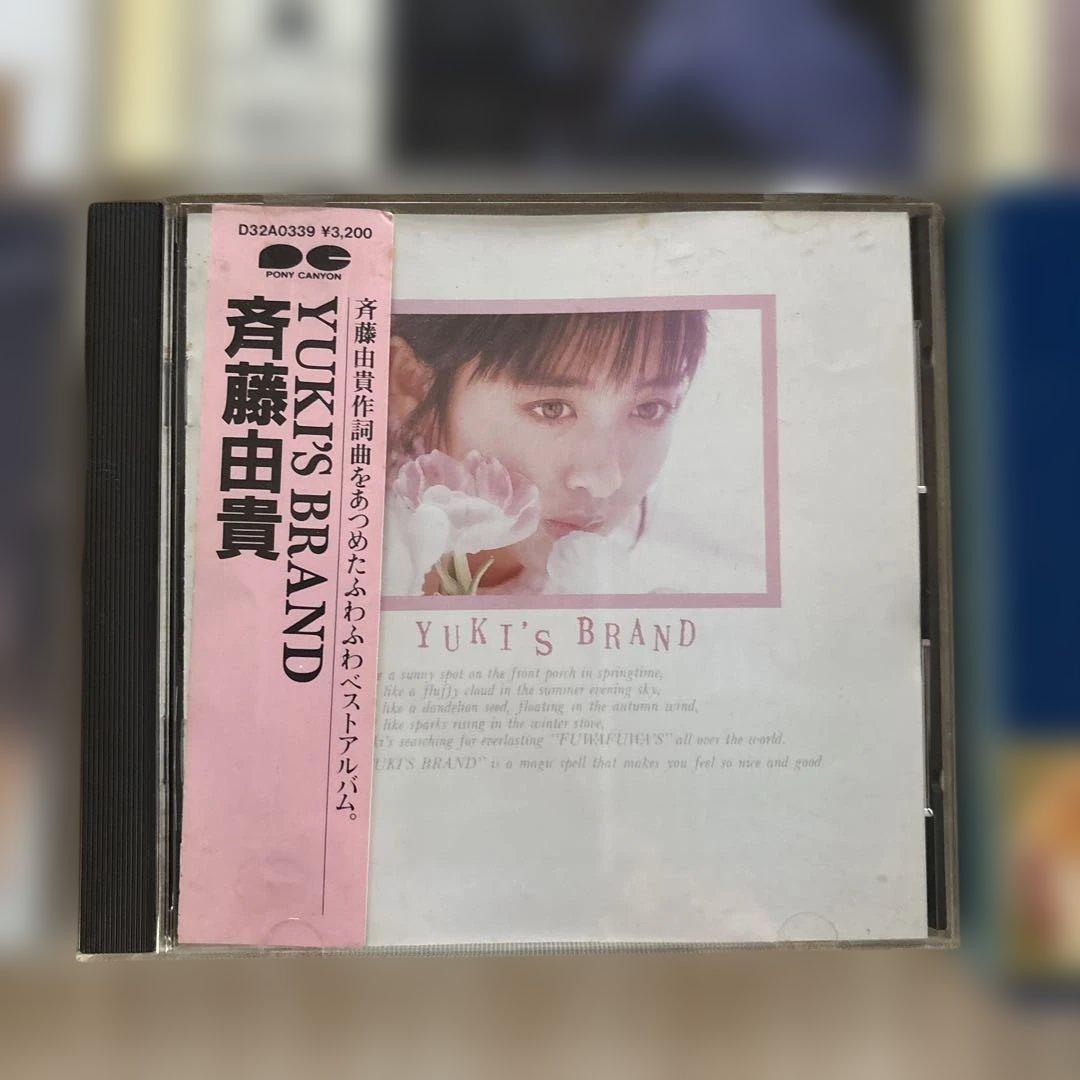 D32A0339 ¥3,200
PONY CANYON
斉藤由貴作詞曲をあつめたふわふわベストアルバム。
YUKI'S BRAND
斉藤由貴
YUKI'S BRAND
a sunny spot on the front porch in springtime,
like a fluffy cloud in the summer evening sky,
like a dandelion seed, floating in the autumn wind,
like sparks rising in the winter stove,
searching for everlasting "FUWAFUWA'S" all over the world.
BRAND" is a magic spell that makes you feel so nice and good